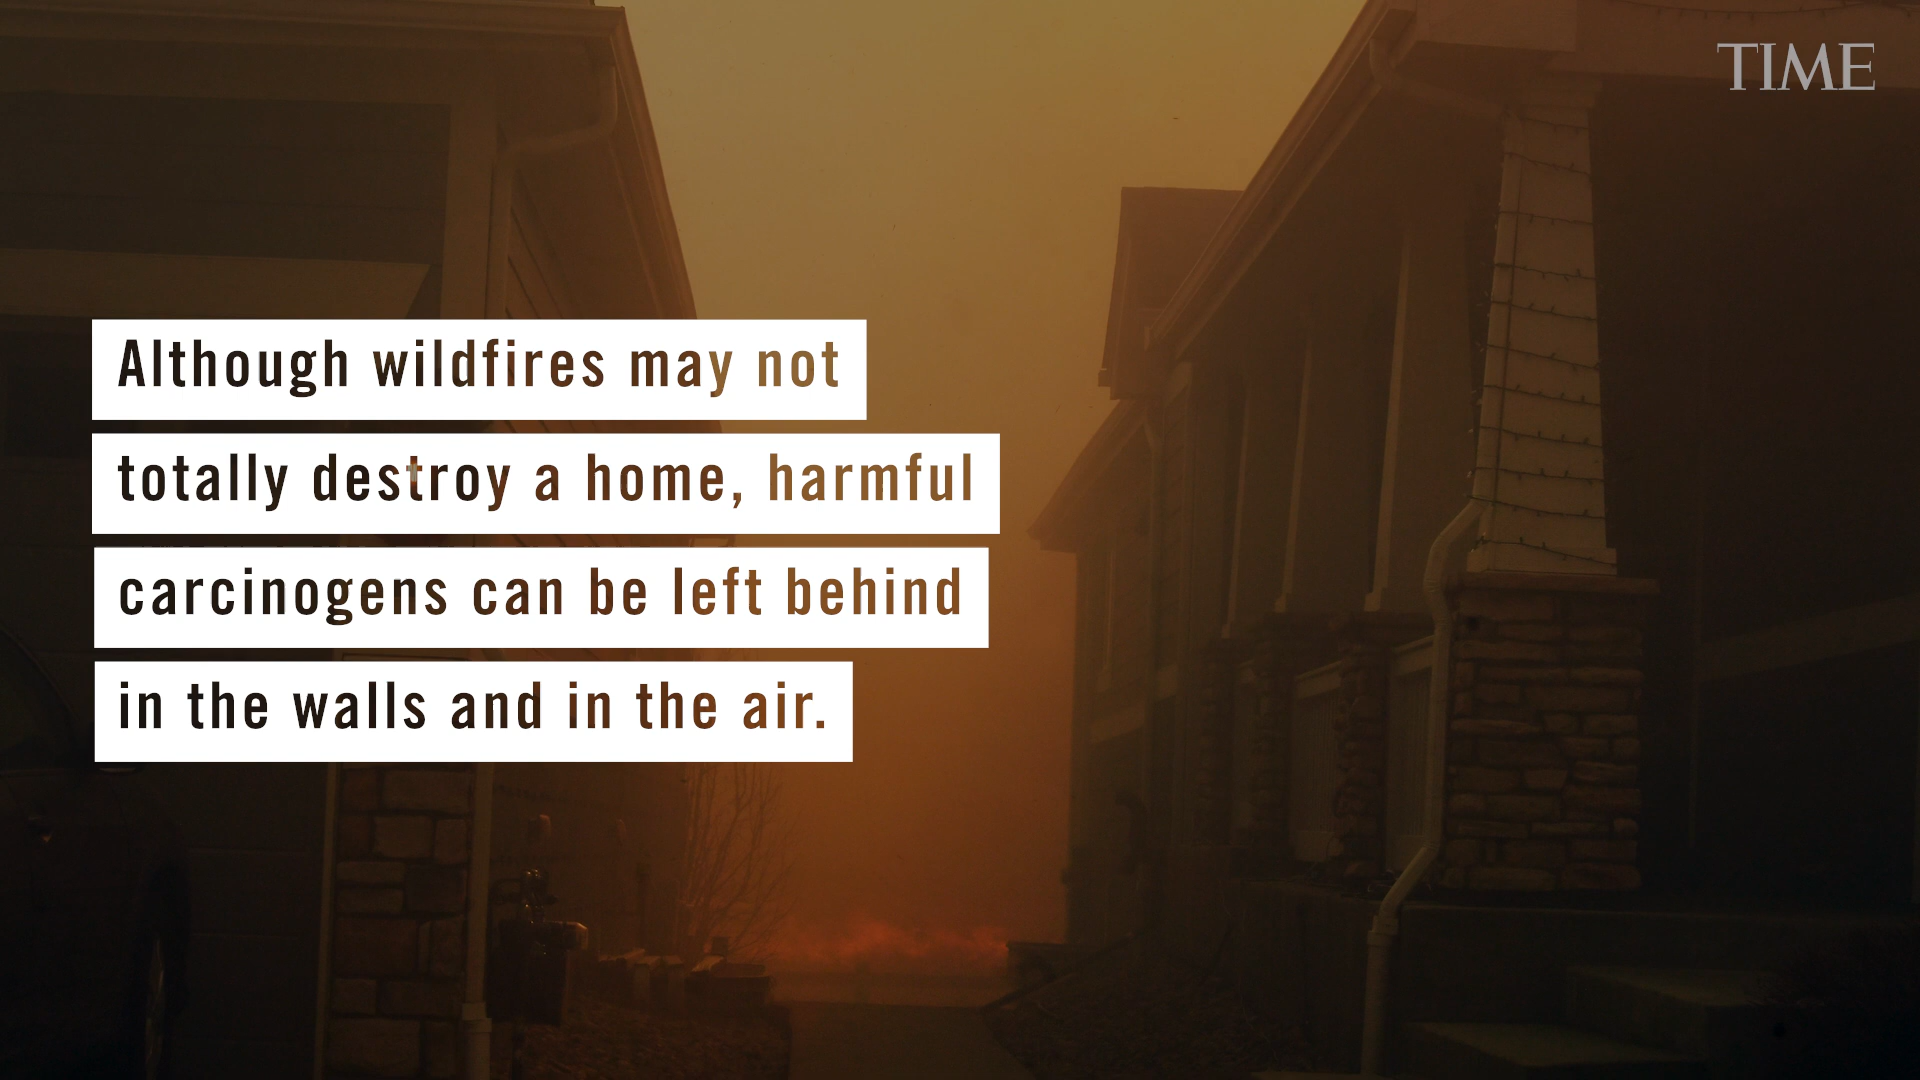 TIME
Although wildfires may not
totally destroy a home, harmful
carcinogens can be left behind
in the walls and in the air.